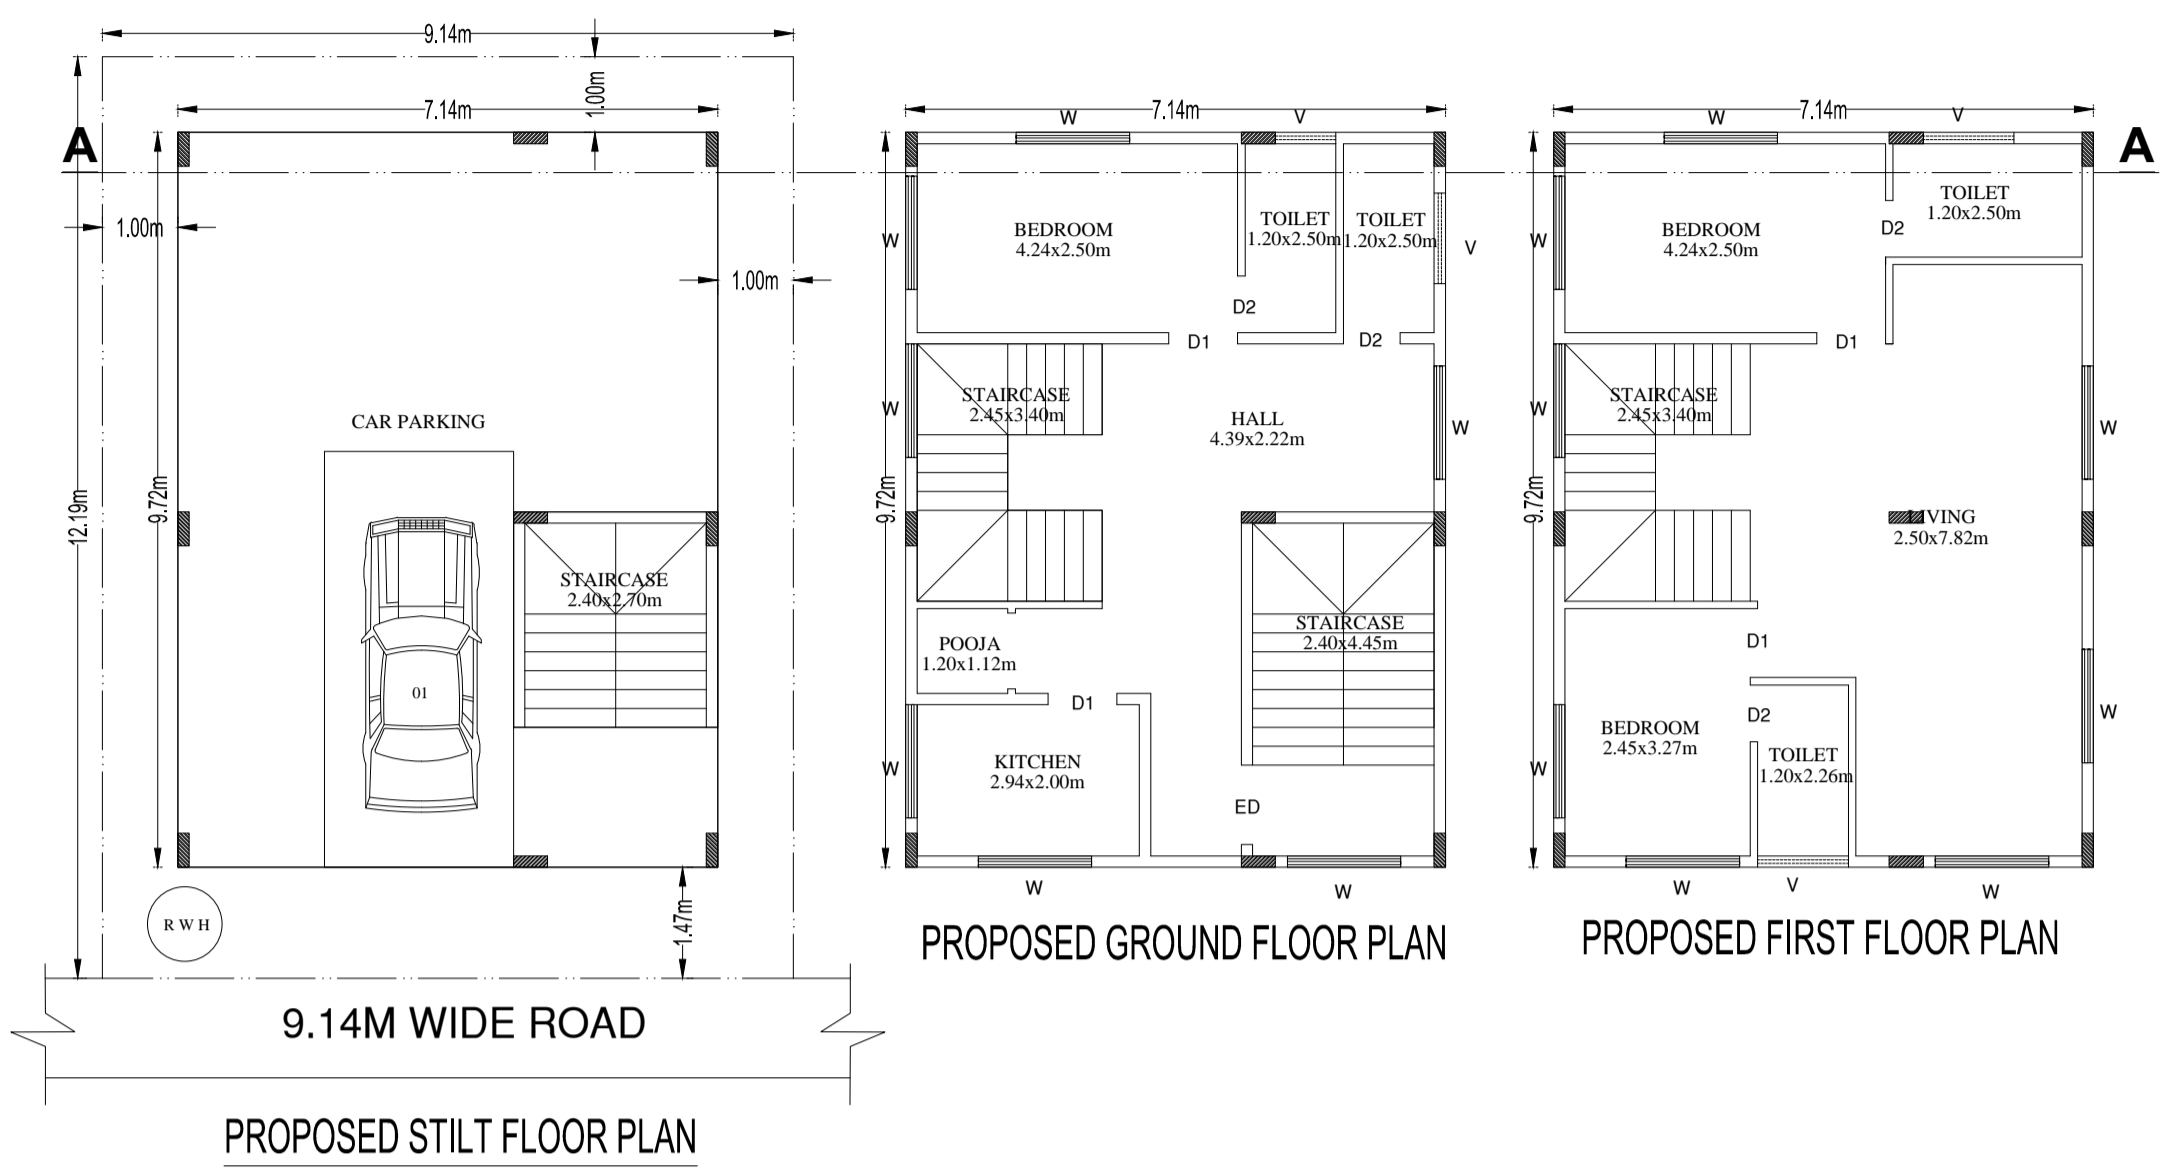 9.14m
1.00m
7.14m
A
1.00m
1.00m
12.19m
9.72m
CAR PARKING
STAIRCASE
2.40x2.70m
01
R W H
1.47m
9.14M WIDE ROAD
PROPOSED STILT FLOOR PLAN
7.14m
W
V
W
BEDROOM
4.24x2.50m
TOILET
1.20x2.50m
TOILET
1.20x2.50m
V
D2
D1
D2
W
STAIRCASE
2.45x3.40m
HALL
4.39x2.22m
W
9.72m
POOJA
1.20x1.12m
STAIRCASE
2.40x4.45m
D1
W
KITCHEN
2.94x2.00m
ED
W
W
PROPOSED GROUND FLOOR PLAN
7.14m
W
V
A
W
BEDROOM
4.24x2.50m
TOILET
1.20x2.50m
D2
D1
W
STAIRCASE
2.45x3.40m
W
9.72m
LIVING
2.50x7.82m
D1
D2
W
W
BEDROOM
2.45x3.27m
TOILET
1.20x2.26m
W
V
W
PROPOSED FIRST FLOOR PLAN